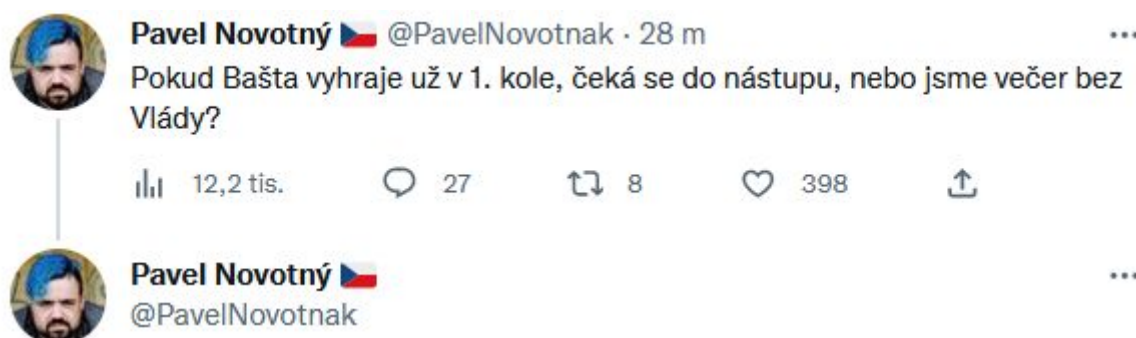 Pavel Novotný 🇨🇿 @PavelNovotnak · 28 m
Pokud Bašta vyhraje už v 1. kole, čeká se do nástupu, nebo jsme večer bez
Vlády?
12,2 tis. 27 8 398
Pavel Novotný 🇨🇿
@PavelNovotnak